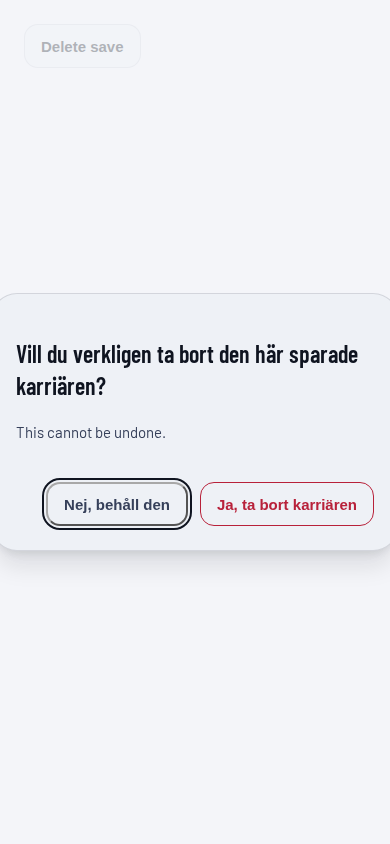 Delete save
Vill du verkligen ta bort den här sparade
karriären?
This cannot be undone.
Nej, behåll den
Ja, ta bort karriären